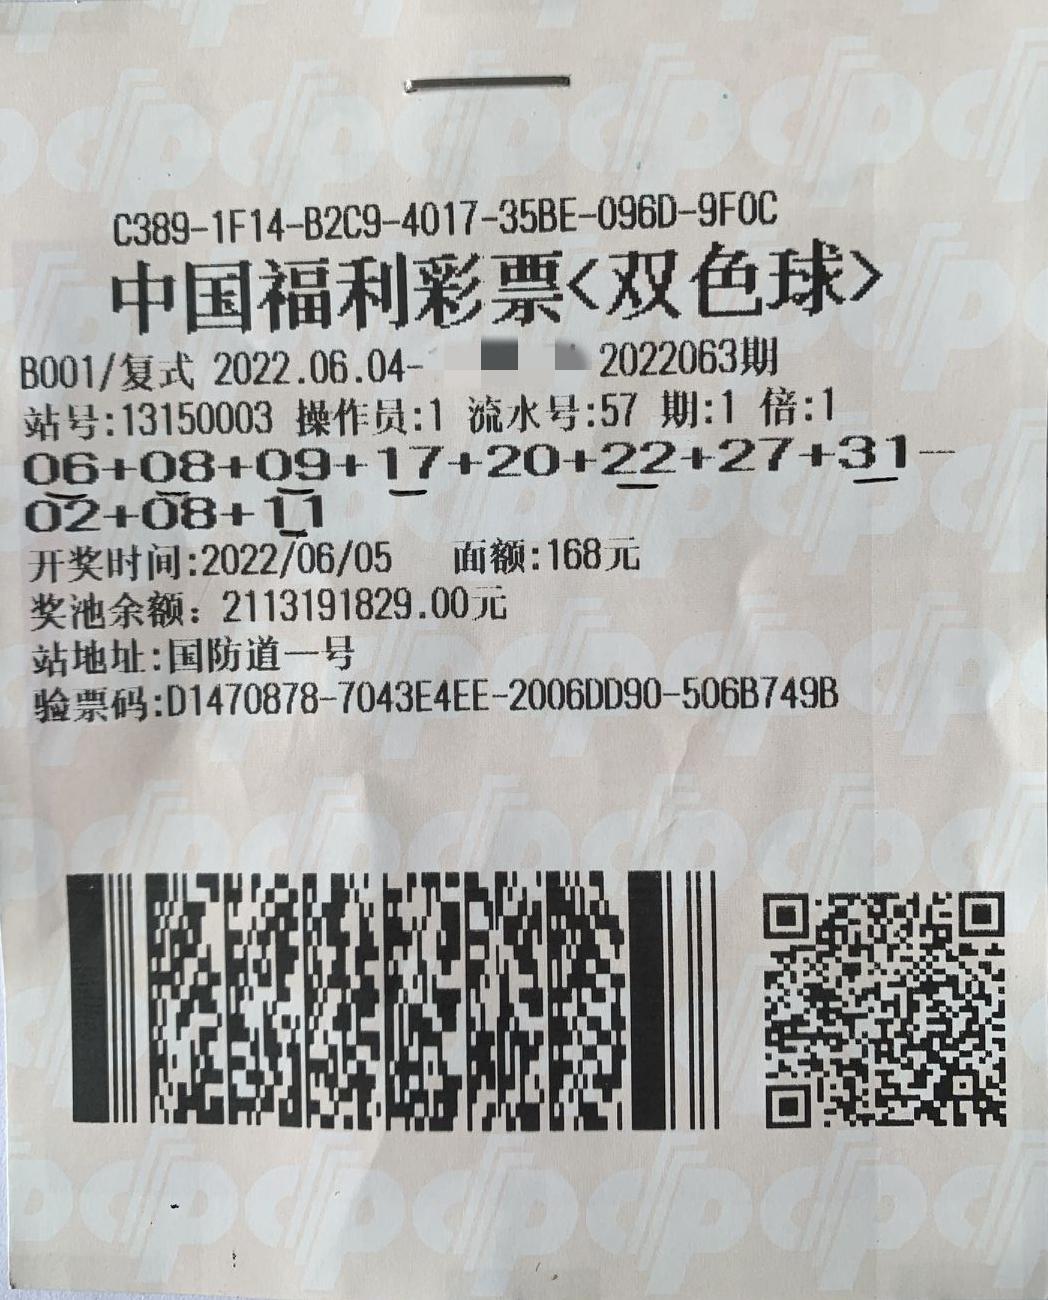 C389-1F14-B2C9-4017-35BE-096D-9F0C
中国福利彩票<双色球>
B001/复式 2022.06.04- 2022063期
站号:13150003 操作员:1 流水号:57 期:1 倍:1
06+08+09+17+20+22+27+31-
02+08+11
开奖时间:2022/06/05 面额:168元
奖池余额: 2113191829.00元
站地址:国防道一号
验票码:D1470878-7043E4EE-2006DD90-506B749B